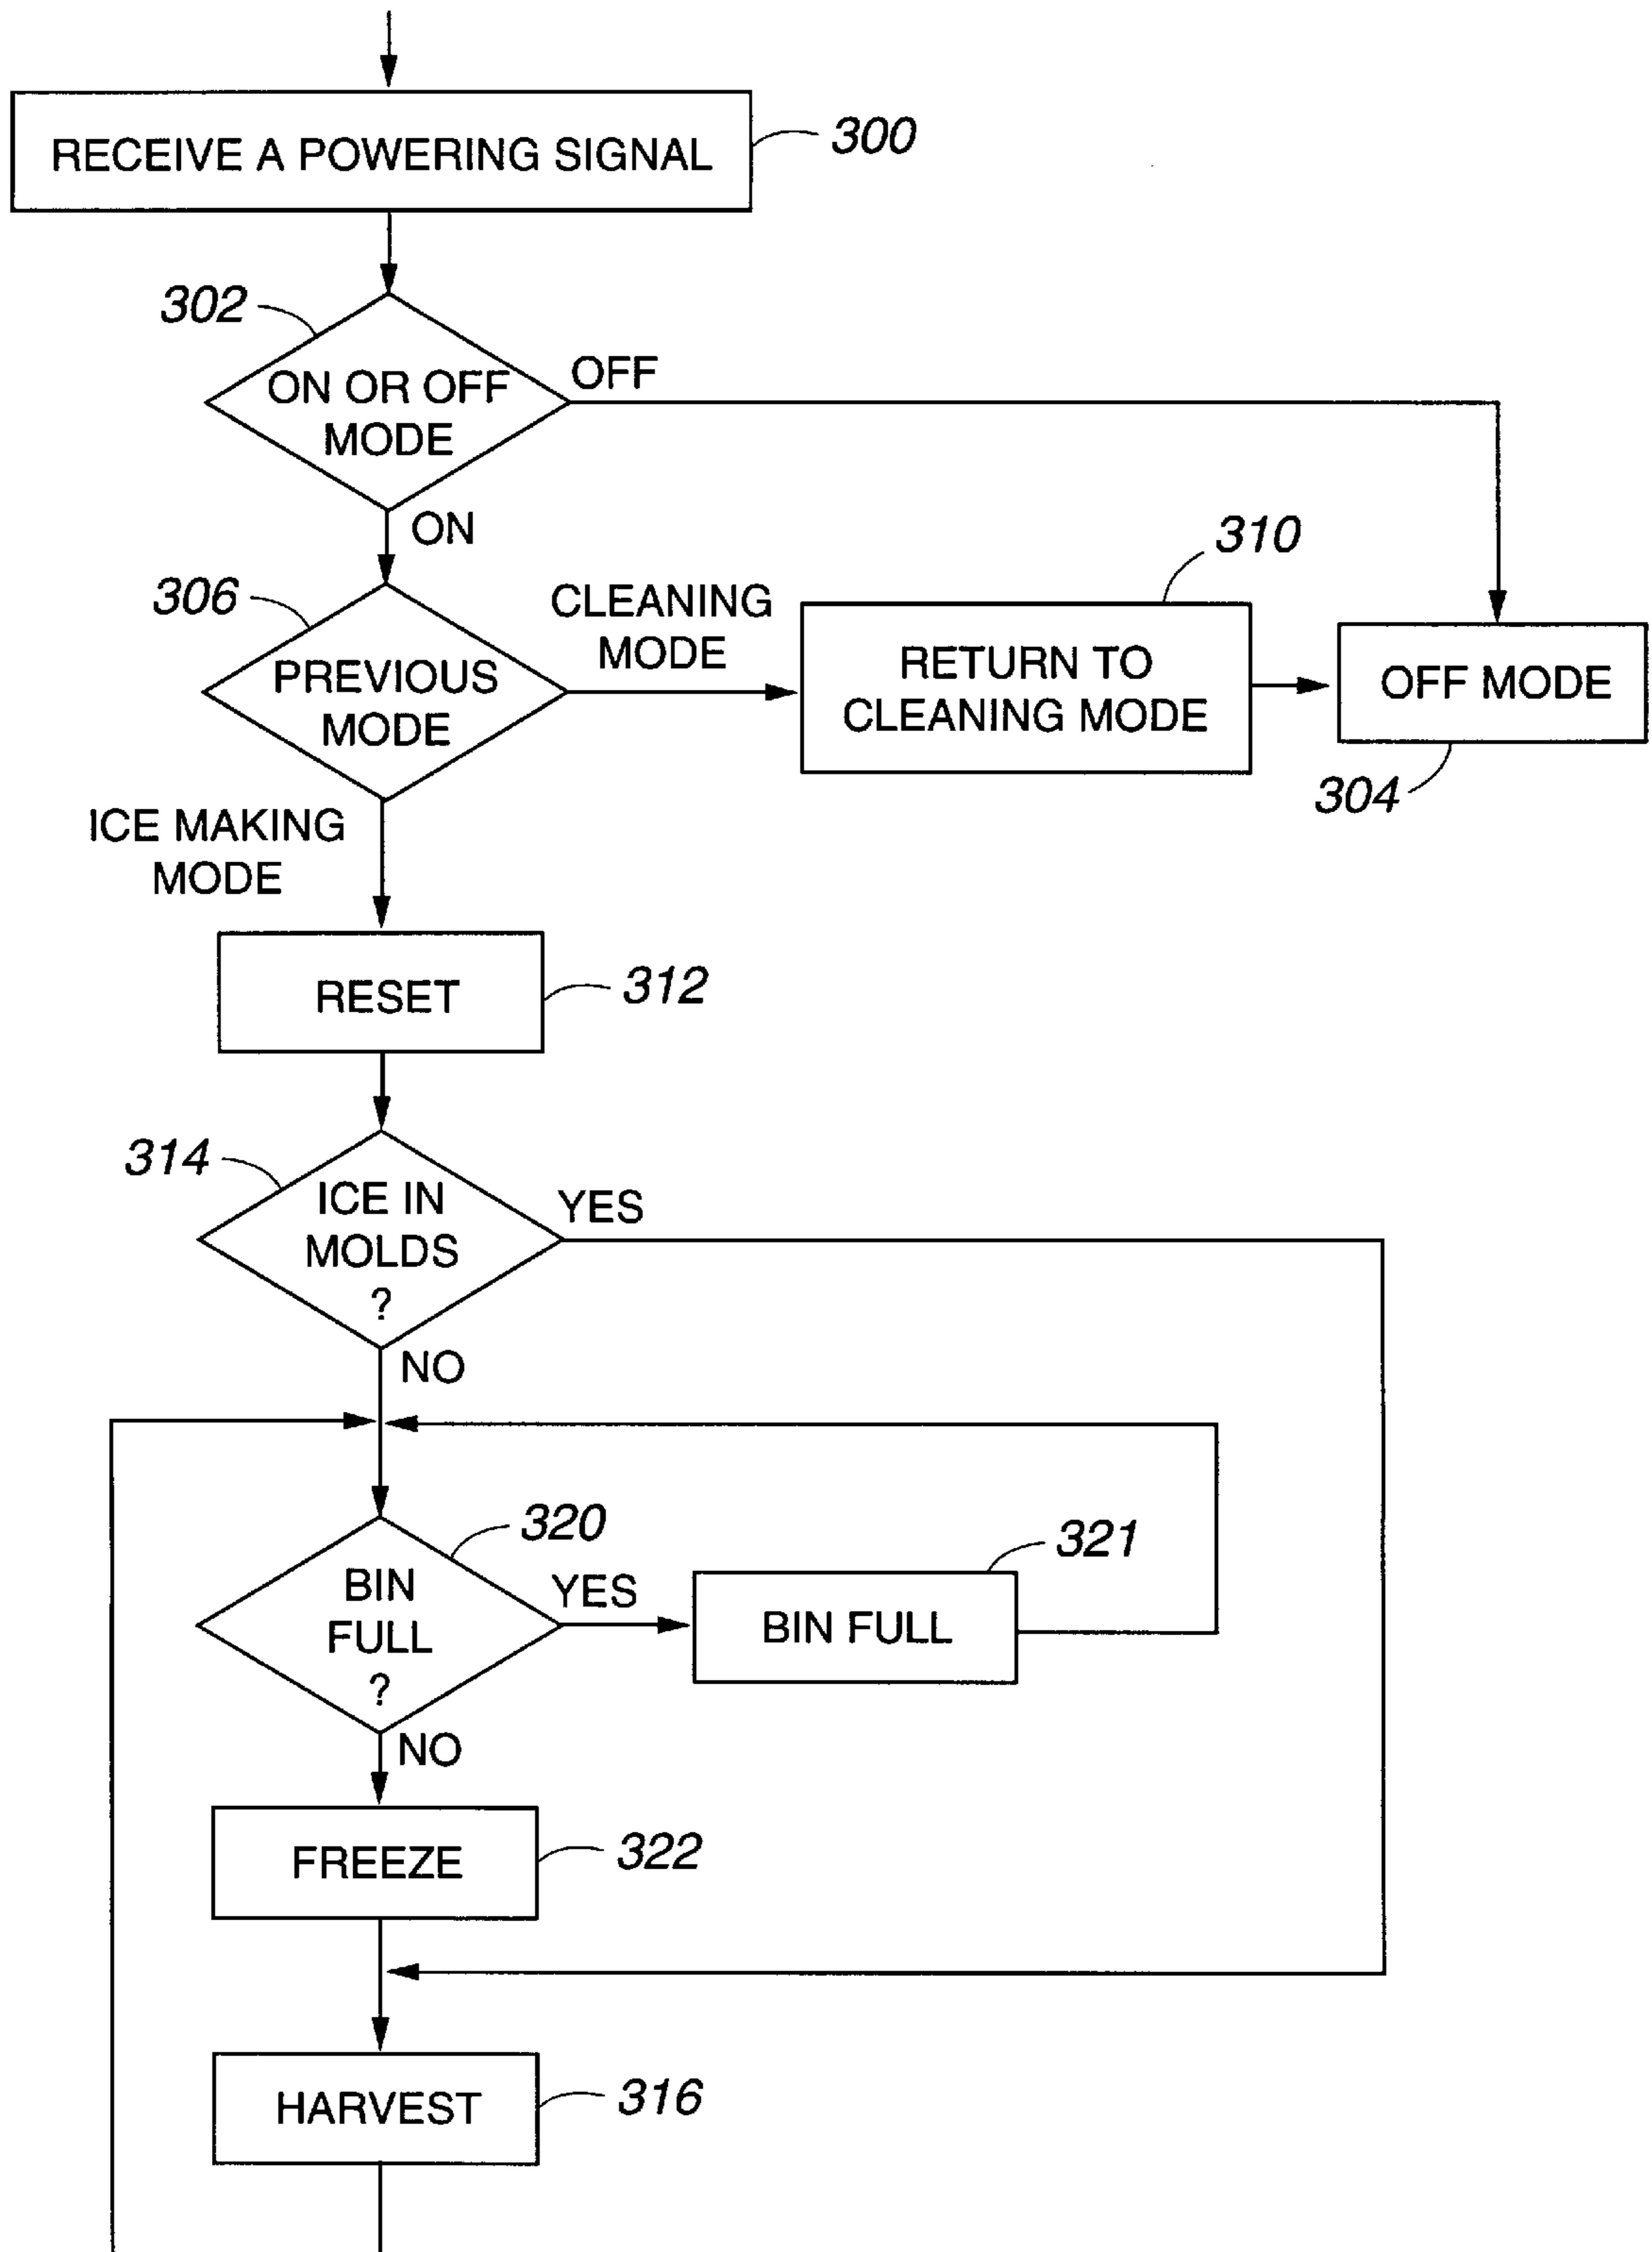 RECEIVE A POWERING SIGNAL
300
302
ON OR OFF
MODE
OFF
ON
310
306
CLEANING
MODE
PREVIOUS
MODE
RETURN TO
CLEANING MODE
OFF MODE
304
ICE MAKING
MODE
RESET
312
314
ICE IN
MOLDS
?
YES
NO
320
321
BIN
FULL
?
YES
BIN FULL
NO
FREEZE
322
HARVEST
316